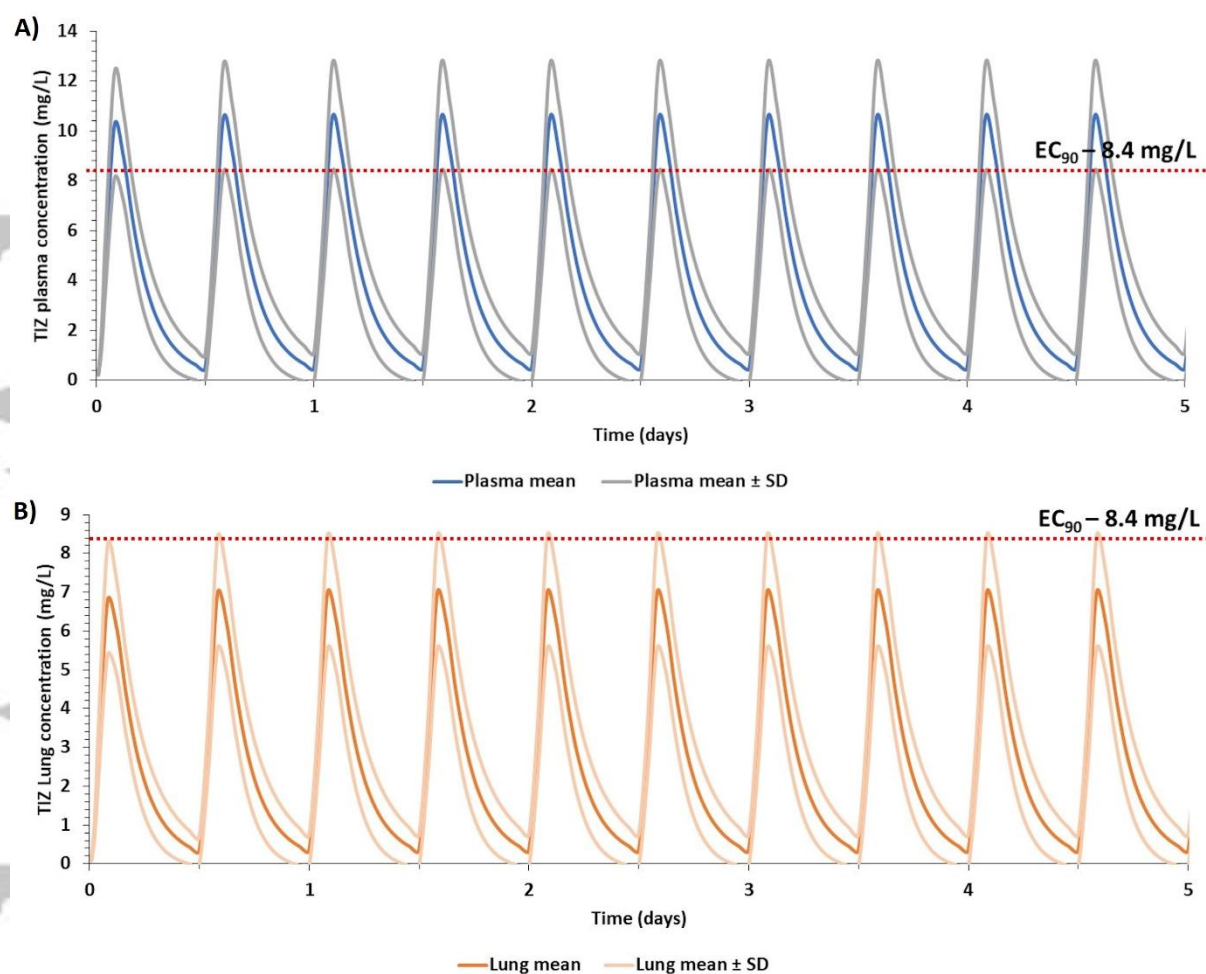 A)
14
12
10
8
6
4
2
0
TIZ plasma concentration (mg/L)
EC₉₀ – 8.4 mg/L
0 1 2 3 4 5
Time (days)
Plasma mean Plasma mean ± SD
B)
9
8
7
6
5
4
3
2
1
0
TIZ Lung concentration (mg/L)
EC₉₀ – 8.4 mg/L
0 1 2 3 4 5
Time (days)
Lung mean Lung mean ± SD